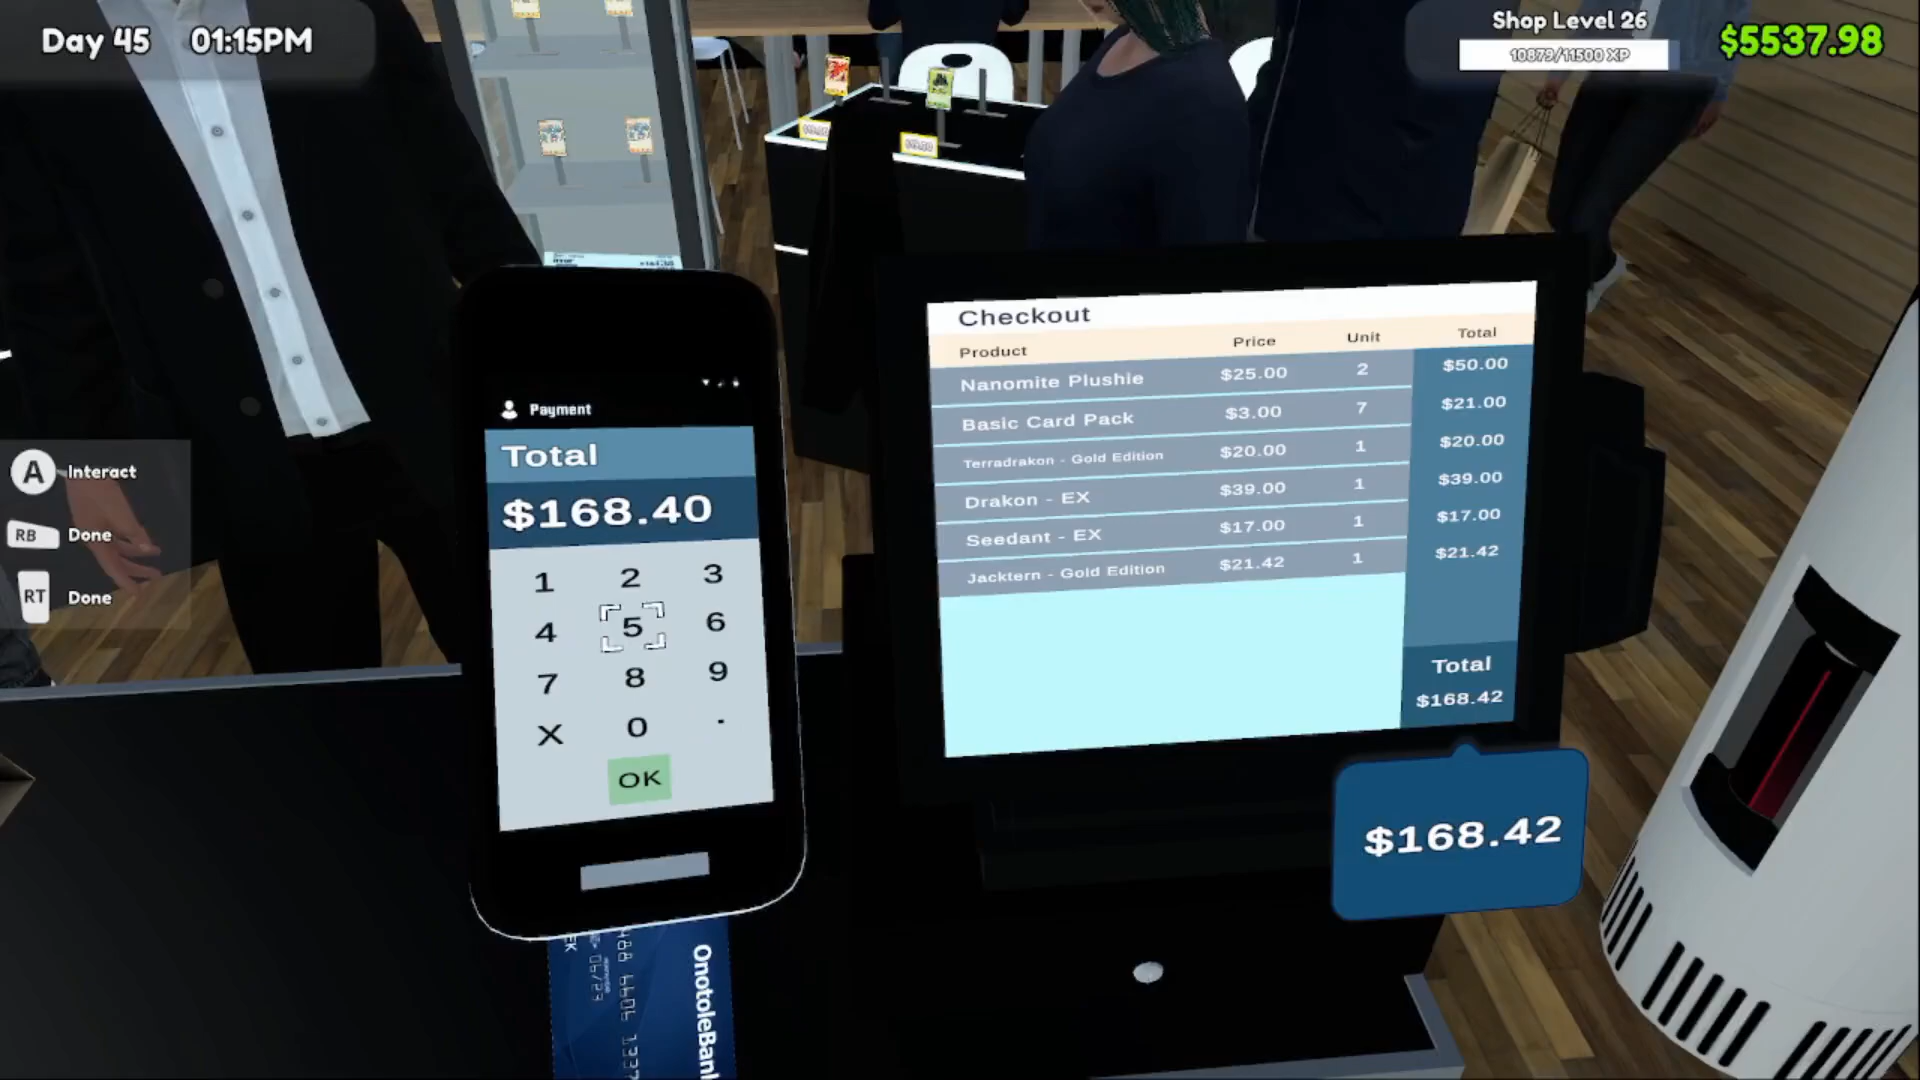 Day 45 01:15PM
Shop Level 26
10879/11500 XP
$5537.98
A Interact
RB Done
RT Done
Payment
Total
$168.40
1 2 3
4 5 6
7 8 9
X 0 .
OK
Checkout
Product Price Unit Total
Nanomite Plushie $25.00 2 $50.00
Basic Card Pack $3.00 7 $21.00
Terradrakon - Gold Edition $20.00 1 $20.00
Drakon - EX $39.00 1 $39.00
Seedant - EX $17.00 1 $17.00
Jacktern - Gold Edition $21.42 1 $21.42
Total
$168.42
$168.42
OnotoleBank